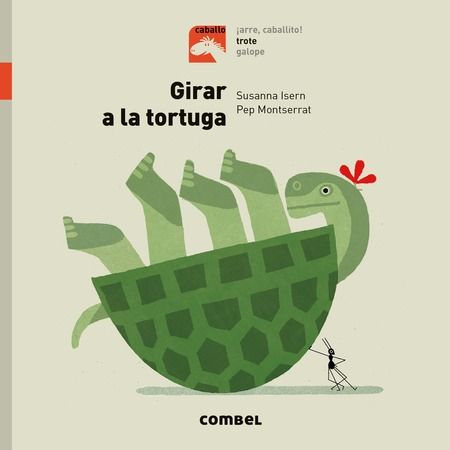 caballo
¡arre, caballito!
trote
galope
Girar
a la tortuga
Susanna Isern
Pep Montserrat
COMBEL